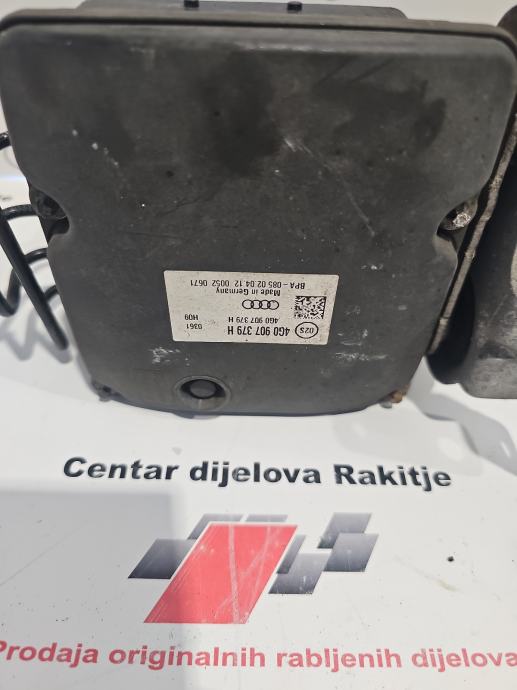 02S
4G0 907 379 H
4G0 907 379 H
0361
H09
Made in Germany
BPA-085 02.04.12 0052 0671
Centar dijelova Rakitje
Prodaja originalnih rabljenih dijelova